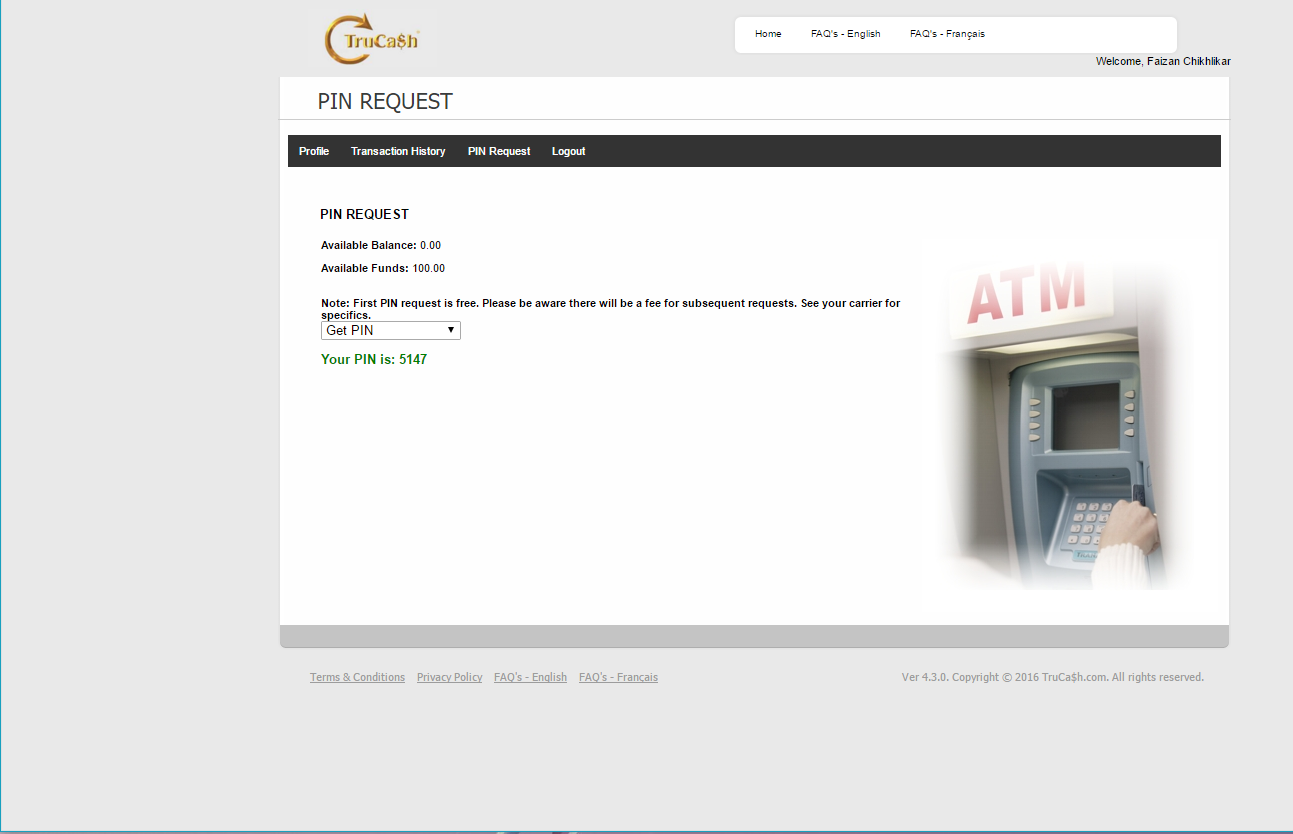 TruCa$h
Home FAQ's - English FAQ's - Français
Welcome, Faizan Chikhlikar
PIN REQUEST
Profile Transaction History PIN Request Logout
PIN REQUEST
Available Balance: 0.00
Available Funds: 100.00
Note: First PIN request is free. Please be aware there will be a fee for subsequent requests. See your carrier for
specifics.
Get PIN
Your PIN is: 5147
ATM
Terms & Conditions Privacy Policy FAQ's - English FAQ's - Francais
Ver 4.3.0. Copyright © 2016 TruCa$h.com. All rights reserved.